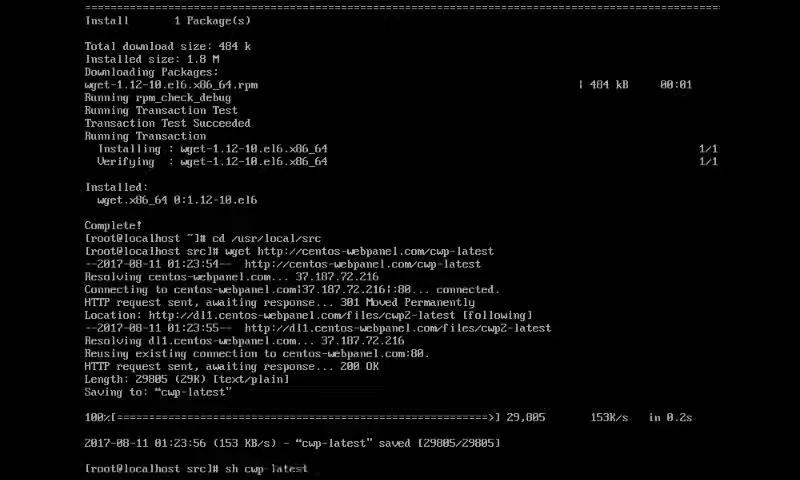 ================================================================================
Install       1 Package(s)
Total download size: 484 k
Installed size: 1.8 M
Downloading Packages:
wget-1.12-10.el6.x86_64.rpm                                | 484 kB     00:01
Running rpm_check_debug
Running Transaction Test
Transaction Test Succeeded
Running Transaction
  Installing : wget-1.12-10.el6.x86_64                                      1/1
  Verifying  : wget-1.12-10.el6.x86_64                                      1/1
Installed:
  wget.x86_64 0:1.12-10.el6
Complete!
[root@localhost ~]# cd /usr/local/src
[root@localhost src]# wget http://centos-webpanel.com/cwp-latest
--2017-08-11 01:23:54--  http://centos-webpanel.com/cwp-latest
Resolving centos-webpanel.com... 37.187.72.216
Connecting to centos-webpanel.com|37.187.72.216|:80... connected.
HTTP request sent, awaiting response... 301 Moved Permanently
Location: http://dl1.centos-webpanel.com/files/cwp2-latest [following]
--2017-08-11 01:23:55--  http://dl1.centos-webpanel.com/files/cwp2-latest
Resolving dl1.centos-webpanel.com... 37.187.72.216
Reusing existing connection to centos-webpanel.com:80.
HTTP request sent, awaiting response... 200 OK
Length: 29805 (29K) [text/plain]
Saving to: “cwp-latest”
100%[==========================================================>] 29,805      153K/s   in 0.2s
2017-08-11 01:23:56 (153 KB/s) - “cwp-latest” saved [29805/29805]
[root@localhost src]# sh cwp-latest